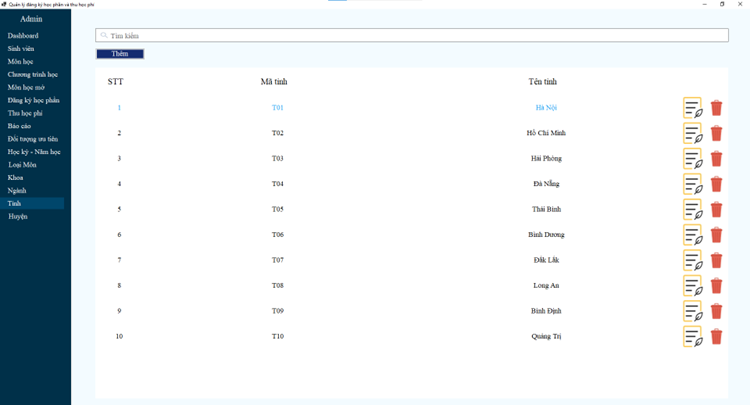 Quản lý đăng ký học phần và thu học phí
Admin
Dashboard
Sinh viên
Môn học
Chương trình học
Môn học mở
Đăng ký học phần
Thu học phí
Báo cáo
Đối tượng ưu tiên
Học kỳ - Năm học
Loại Môn
Khoa
Ngành
Tỉnh
Huyện
Tìm kiếm
Thêm
STT Mã tỉnh Tên tỉnh
1 T01 Hà Nội
2 T02 Hồ Chí Minh
3 T03 Hải Phòng
4 T04 Đà Nẵng
5 T05 Thái Bình
6 T06 Bình Dương
7 T07 Đắk Lắk
8 T08 Long An
9 T09 Bình Định
10 T10 Quảng Trị